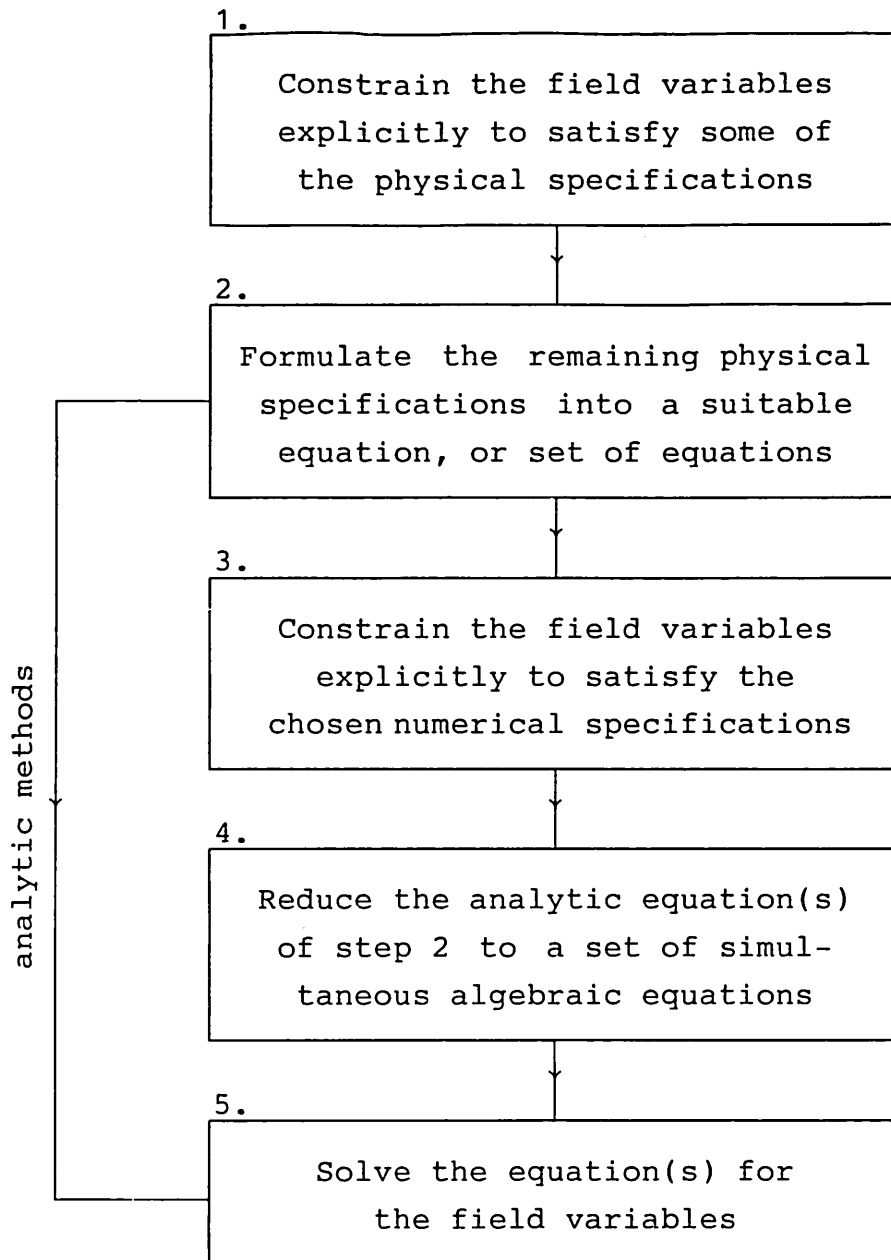 1.
Constrain the field variables
explicitly to satisfy some of
the physical specifications
2.
Formulate the remaining physical
specifications into a suitable
equation, or set of equations
3.
Constrain the field variables
explicitly to satisfy the
chosen numerical specifications
analytic methods
4.
Reduce the analytic equation(s)
of step 2 to a set of simul-
taneous algebraic equations
5.
Solve the equation(s) for
the field variables